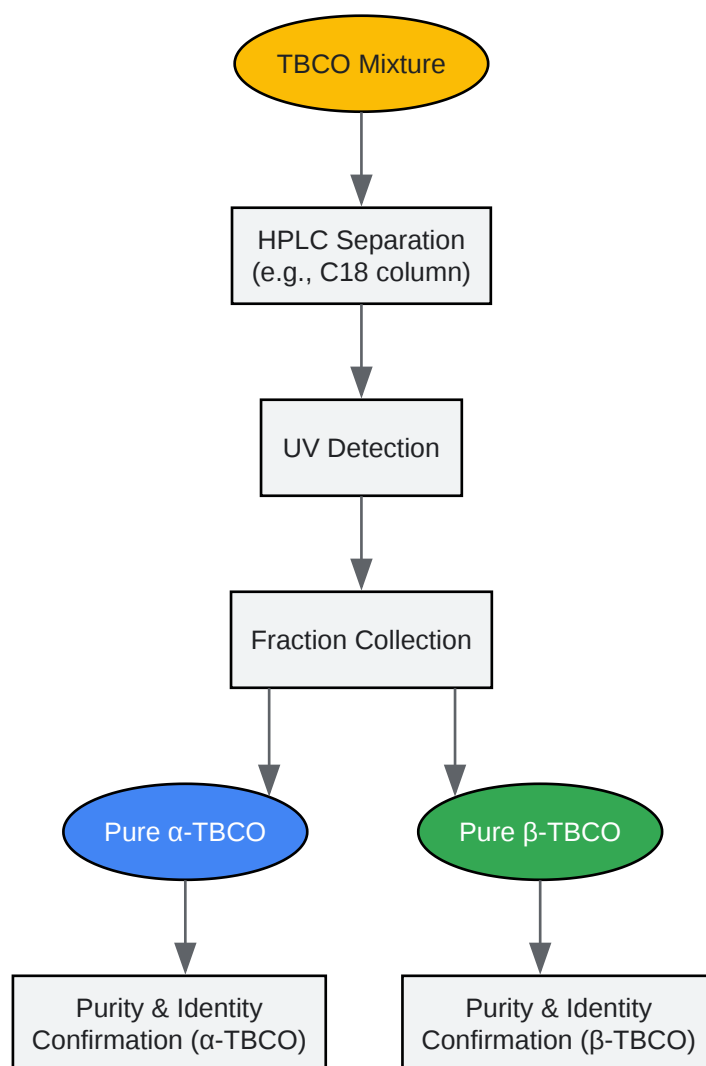 TBCO Mixture
HPLC Separation
(e.g., C18 column)
UV Detection
Fraction Collection
Pure α-TBCO
Pure β-TBCO
Purity & Identity
Confirmation (α-TBCO)
Purity & Identity
Confirmation (β-TBCO)